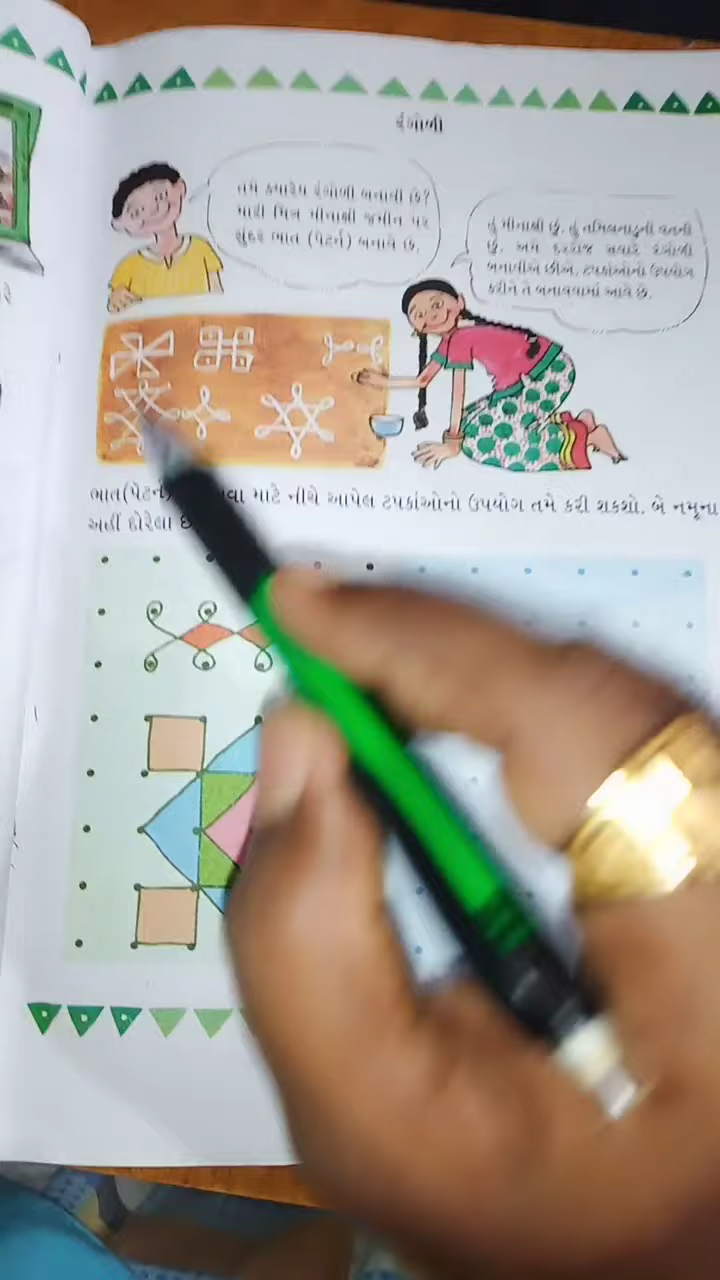 રંગોળી
તમે ક્યારેય રંગોળી બનાવી છે?
મારી મિત્ર મીનાક્ષી જમીન પર
સુંદર ભાત (પેટર્ન) બનાવે છે.
હું મીનાક્ષી છું. હું તમિલનાડુની વતની
છું. અમે દરરોજ સવારે રંગોળી
બનાવીએ છીએ. ટપકાંઓનો ઉપયોગ
કરીને તે બનાવવામાં આવે છે.
ભાત(પેટર્ન) માટે નીચે આપેલ ટપકાંઓનો ઉપયોગ તમે કરી શકશો. બે નમૂના
અહીં દોરેલા